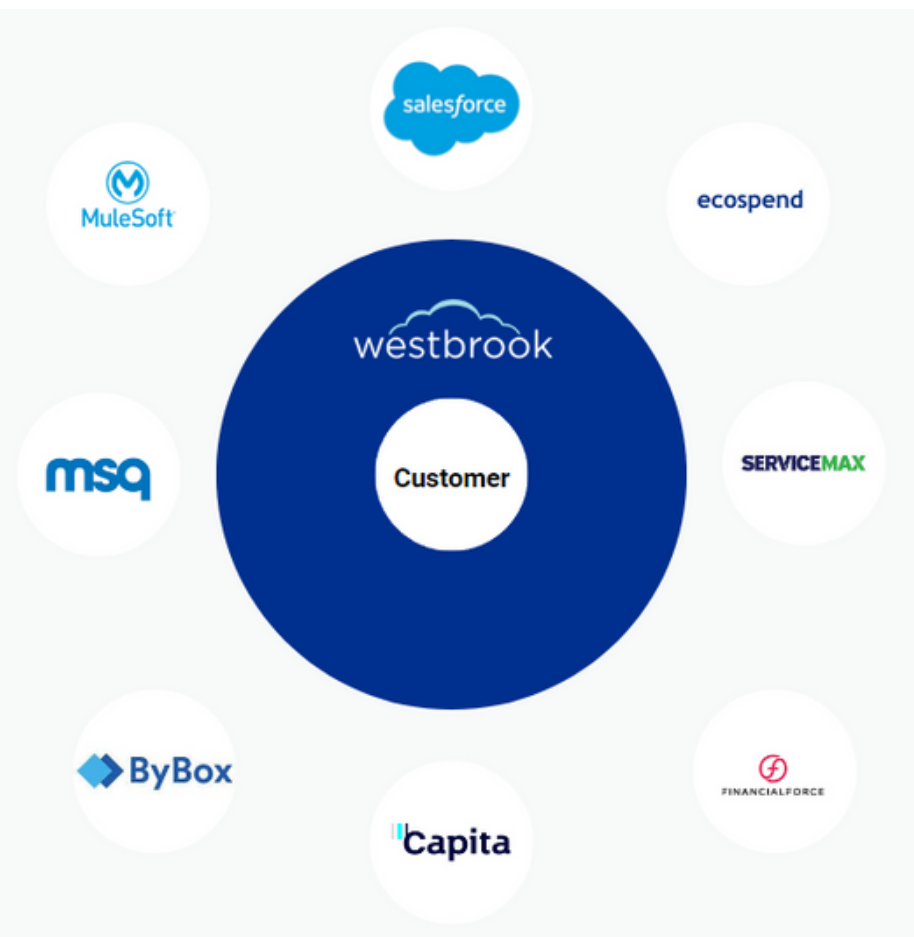 salesforce
MuleSoft
ecospend
westbrook
msq
Customer
SERVICEMAX
ByBox
FINANCIALFORCE
Capita